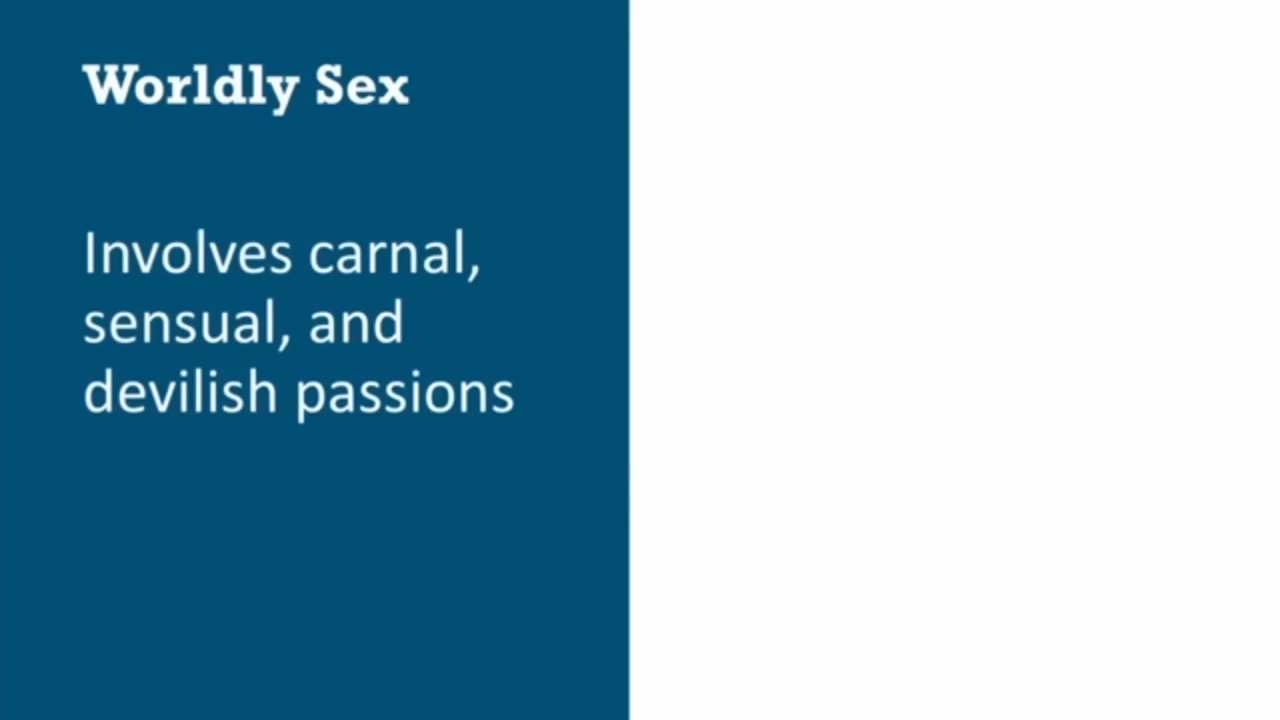 Worldly Sex
Involves carnal,
sensual, and
devilish passions